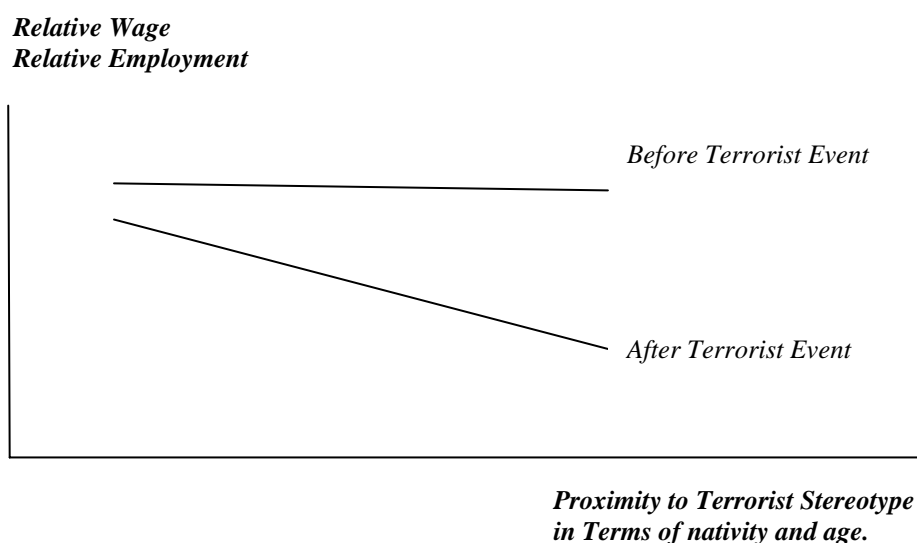 Relative Wage
Relative Employment
Before Terrorist Event
After Terrorist Event
Proximity to Terrorist Stereotype
in Terms of nativity and age.